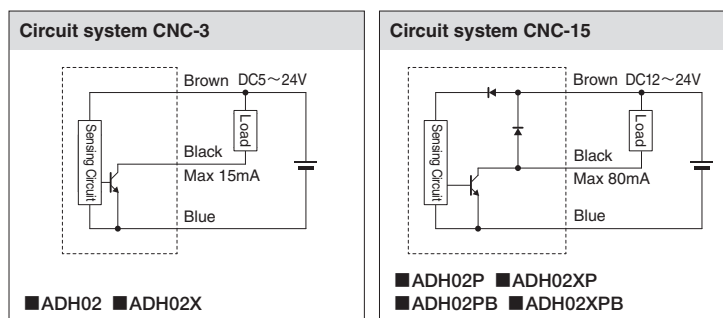 Circuit system CNC-3
Brown DC5～24V
Sensing Circuit
Load
Black
Max 15mA
Blue
■ADH02 ■ADH02X
Circuit system CNC-15
Brown DC12～24V
Sensing Circuit
Load
Black
Max 80mA
Blue
■ADH02P ■ADH02XP
■ADH02PB ■ADH02XPB